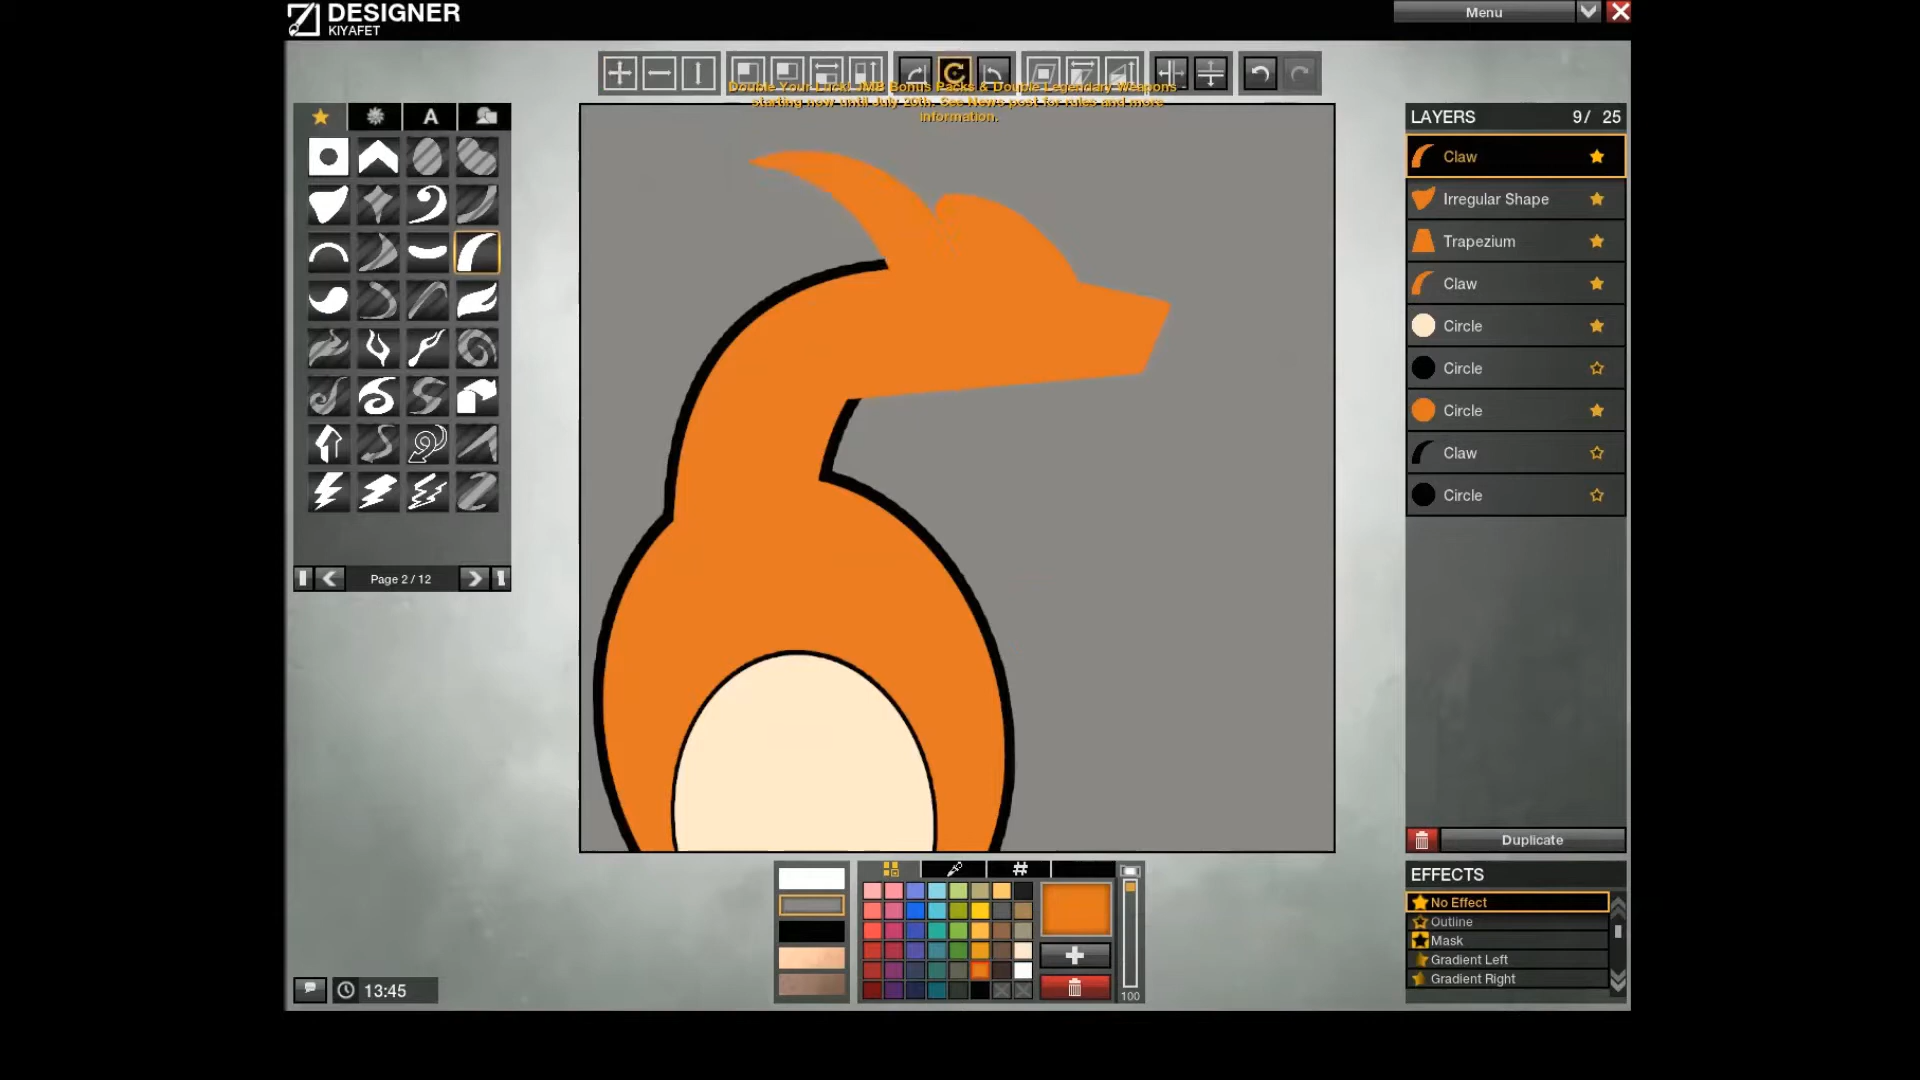 DESIGNER
KIYAFET
Menu
Double Your Luck! JMB Bonus Packs & Double Legendary Weapons
starting now until July 29th. See News post for rules and more
information.
A
LAYERS 9/ 25
Claw
Irregular Shape
Trapezium
Claw
Circle
Circle
Circle
Claw
Circle
Page 2 / 12
Duplicate
#
EFFECTS
No Effect
Outline
Mask
Gradient Left
Gradient Right
100
13:45